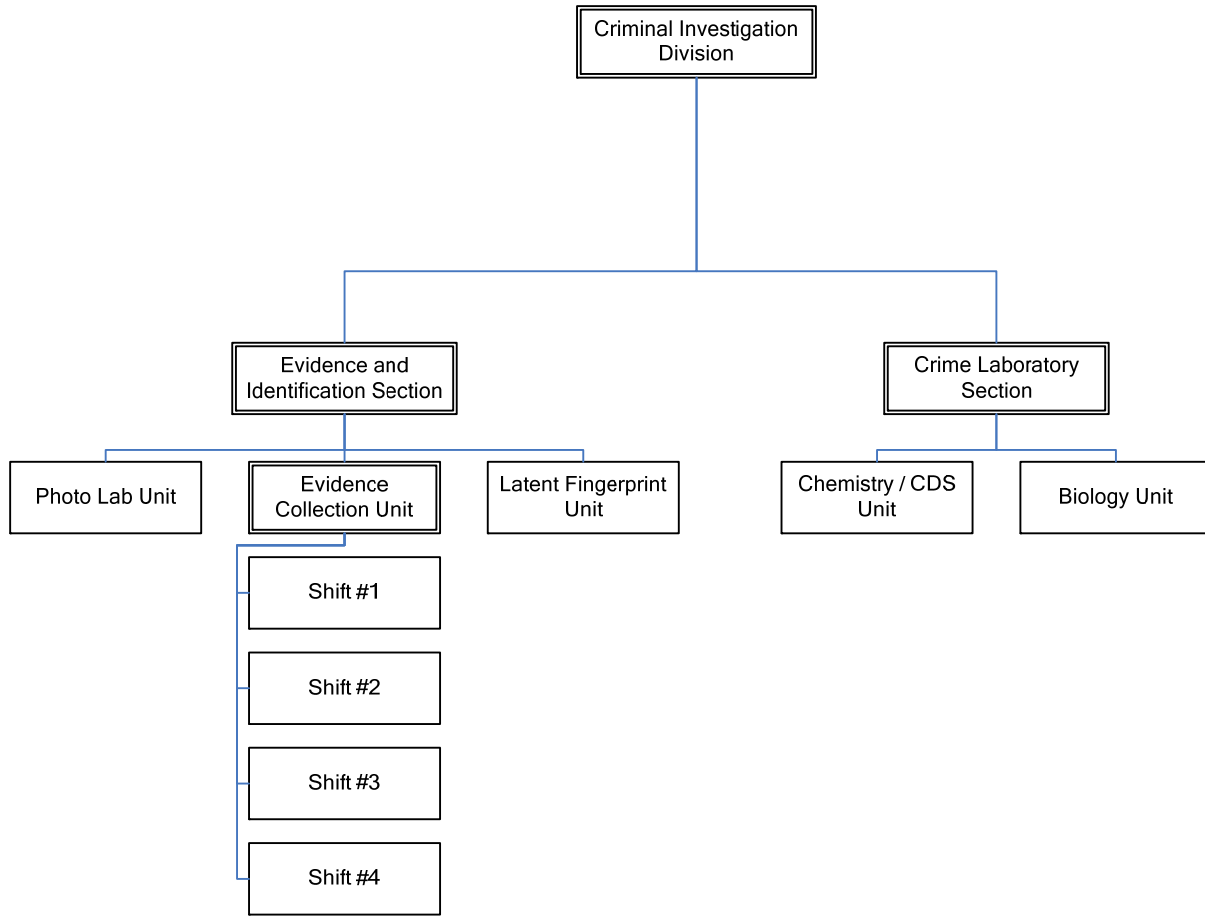 Criminal Investigation
Division
Evidence and
Identification Section
Crime Laboratory
Section
Photo Lab Unit
Evidence
Collection Unit
Latent Fingerprint
Unit
Chemistry / CDS
Unit
Biology Unit
Shift #1
Shift #2
Shift #3
Shift #4